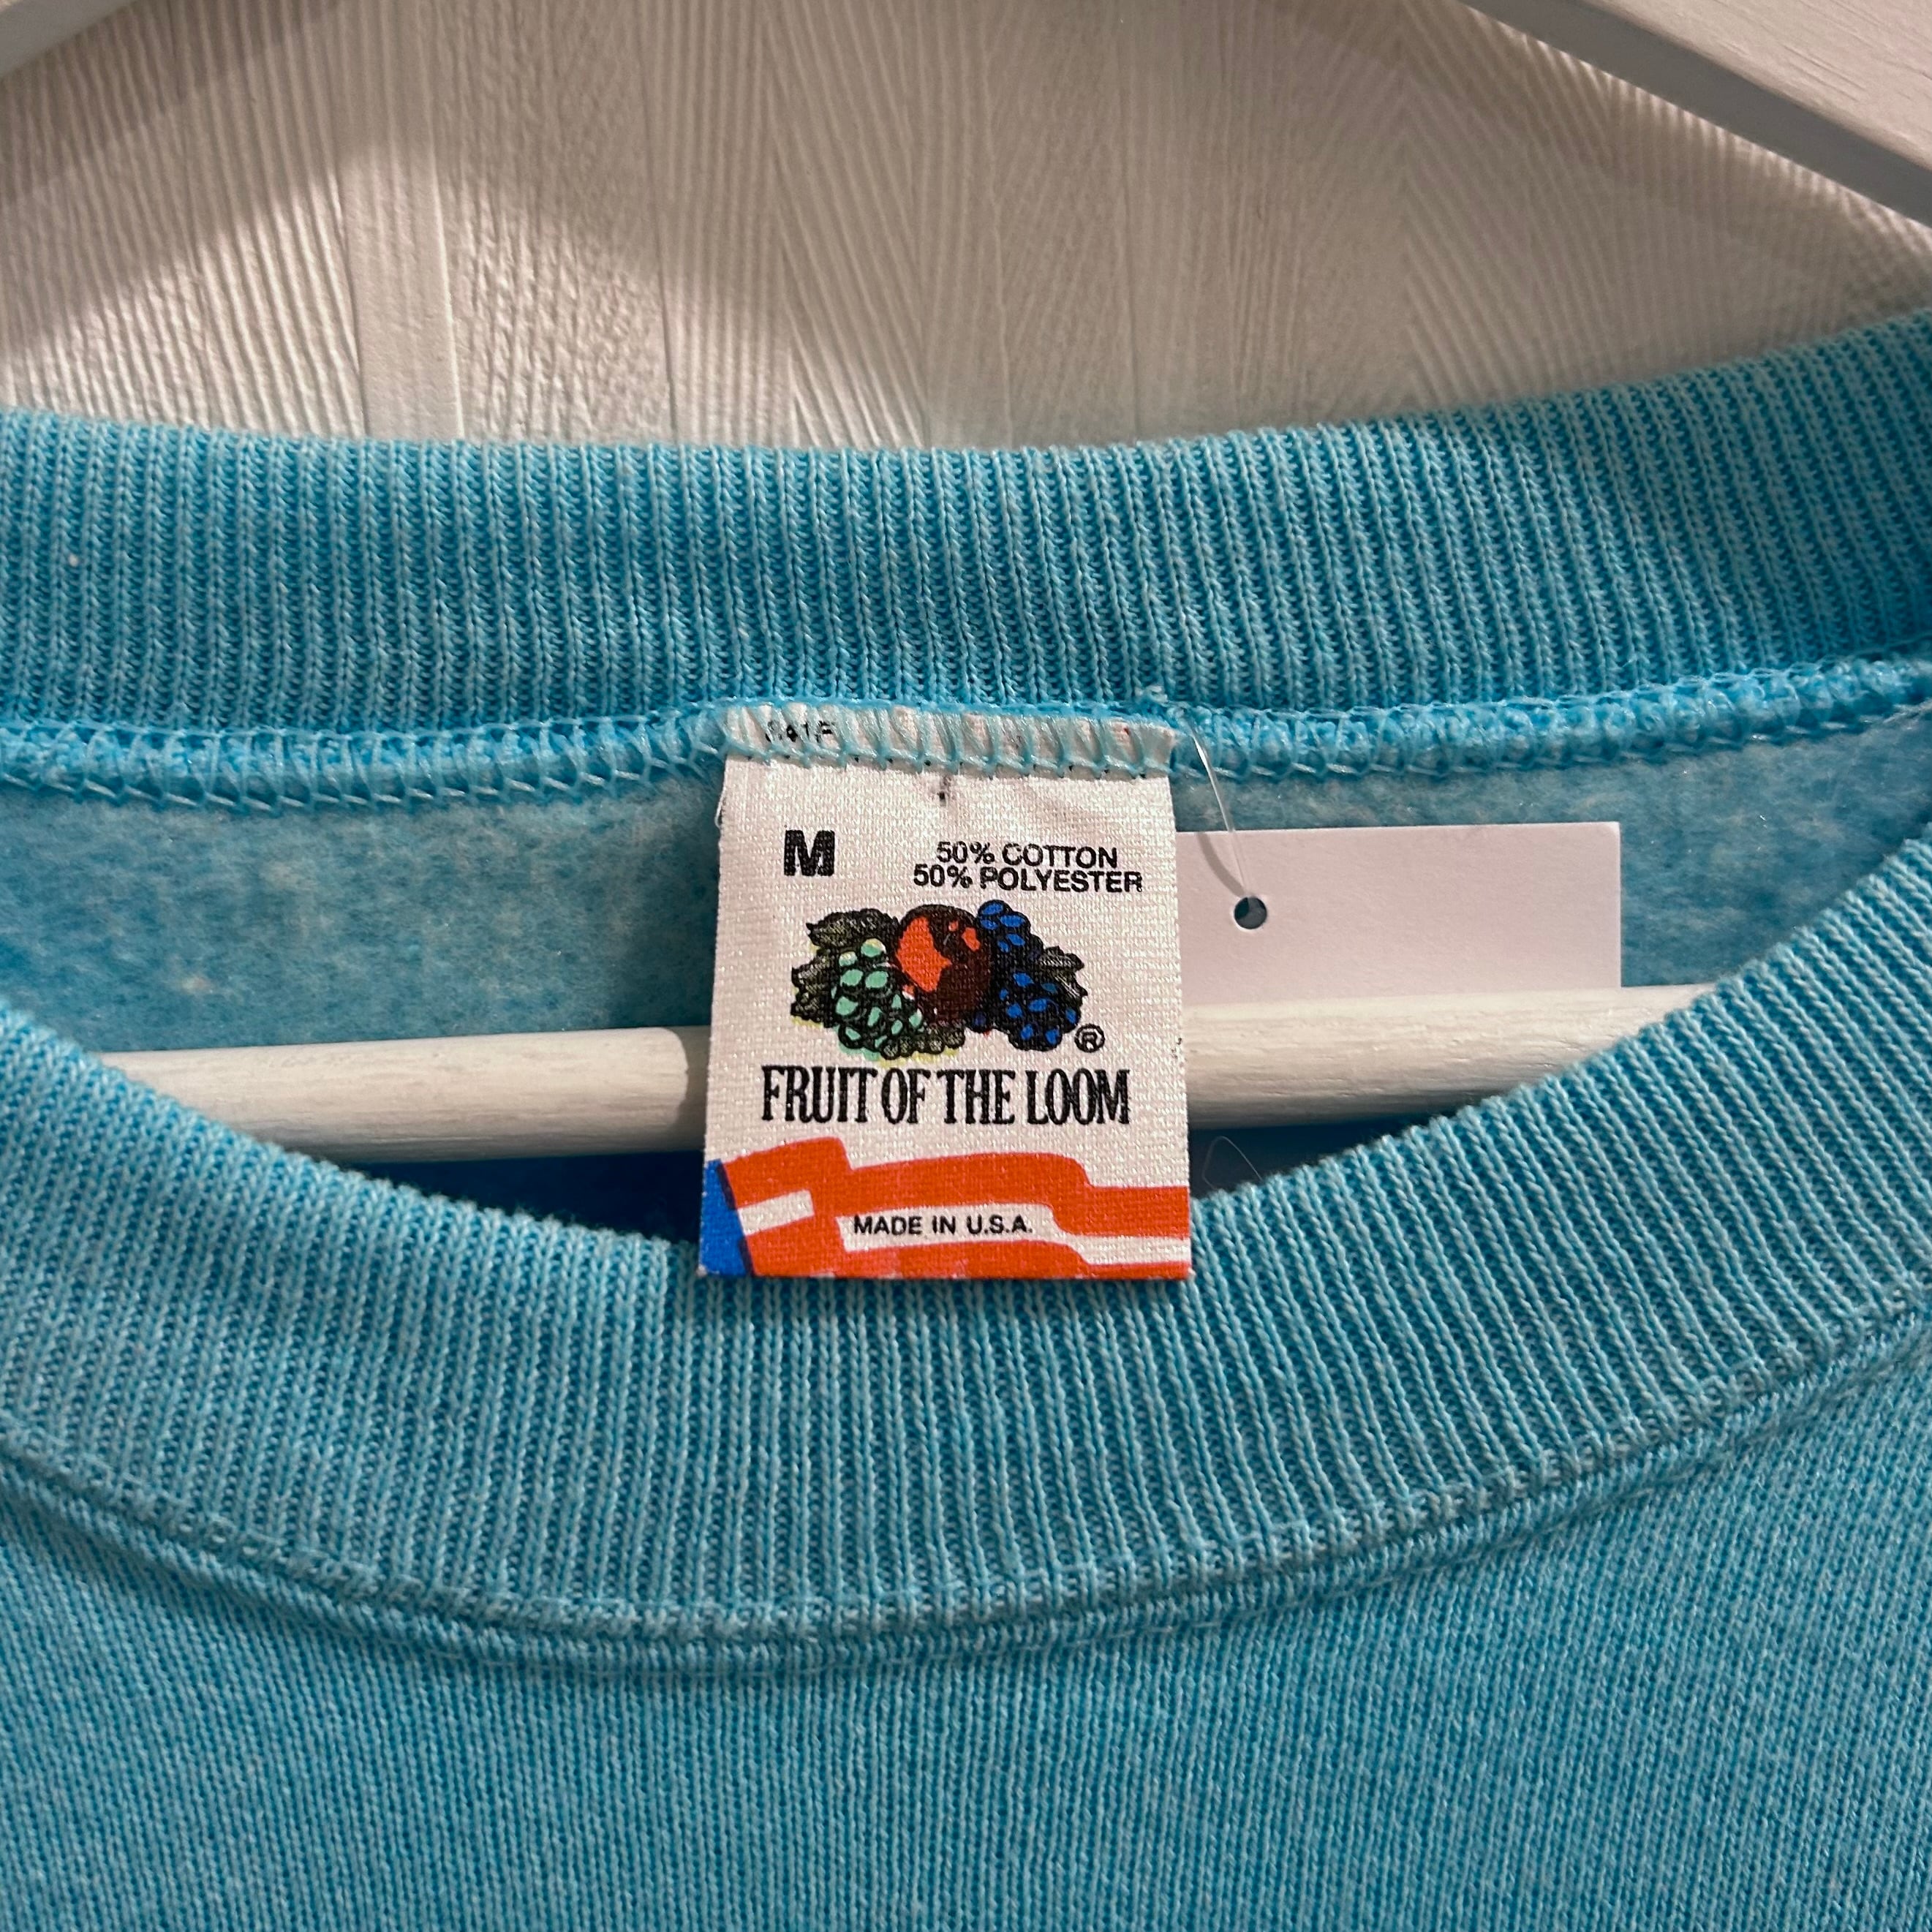 M
50% COTTON
50% POLYESTER
®
FRUIT OF THE LOOM
MADE IN U.S.A.